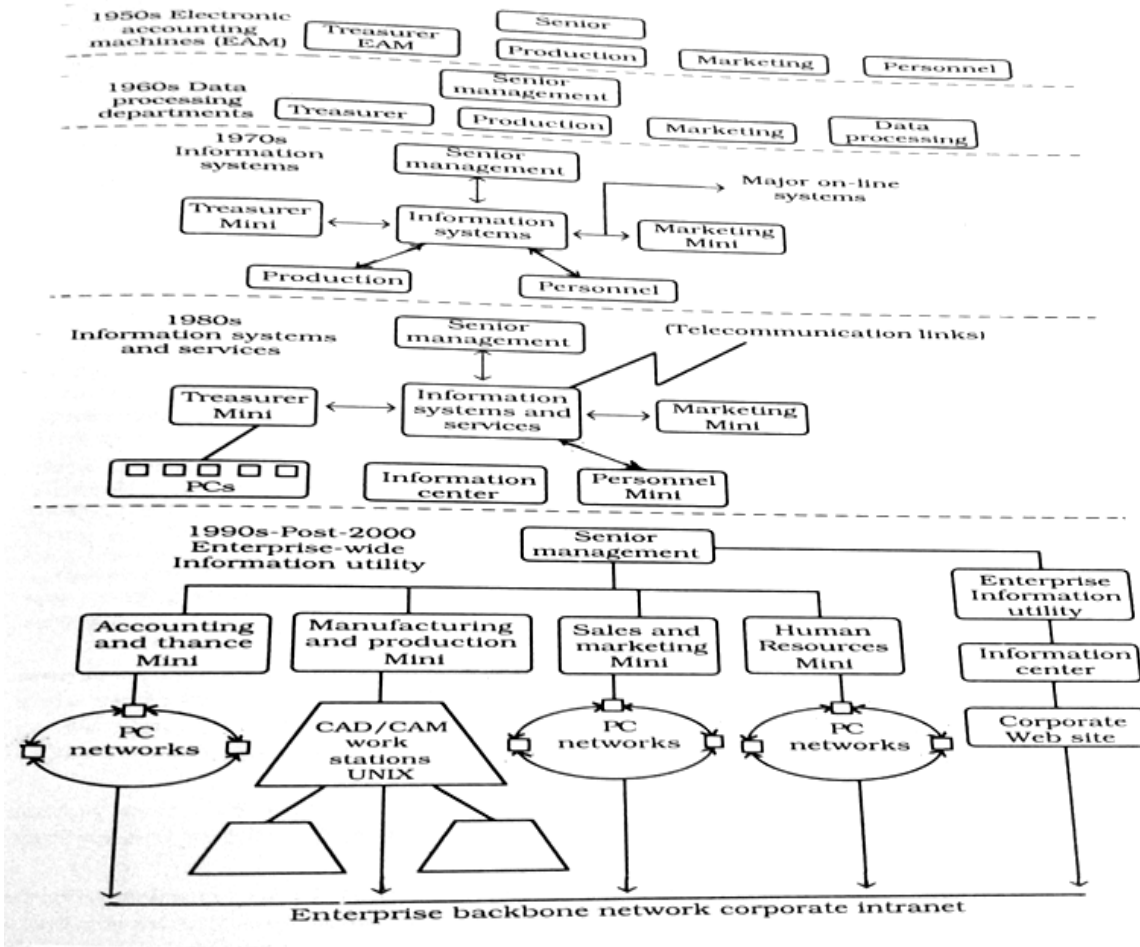 1950s Electronic
accounting
machines (EAM)
Treasurer
EAM
Senior
Production
Marketing
Personnel
1960s Data
processing
departments
Senior
management
Treasurer
Production
Marketing
Data
processing
1970s
Information
systems
Senior
management
Major on-line
systems
Treasurer
Mini
Information
systems
Marketing
Mini
Production
Personnel
1980s
Information systems
and services
Senior
management
(Telecommunication links)
Treasurer
Mini
Information
systems and
services
Marketing
Mini
PCs
Information
center
Personnel
Mini
1990s-Post-2000
Enterprise-wide
Information utility
Senior
management
Enterprise
Information
utility
Accounting
and thance
Mini
Manufacturing
and production
Mini
Sales and
marketing
Mini
Human
Resources
Mini
Information
center
PC
networks
CAD/CAM
work
stations
UNIX
PC
networks
PC
networks
Corporate
Web site
Enterprise backbone network corporate intranet